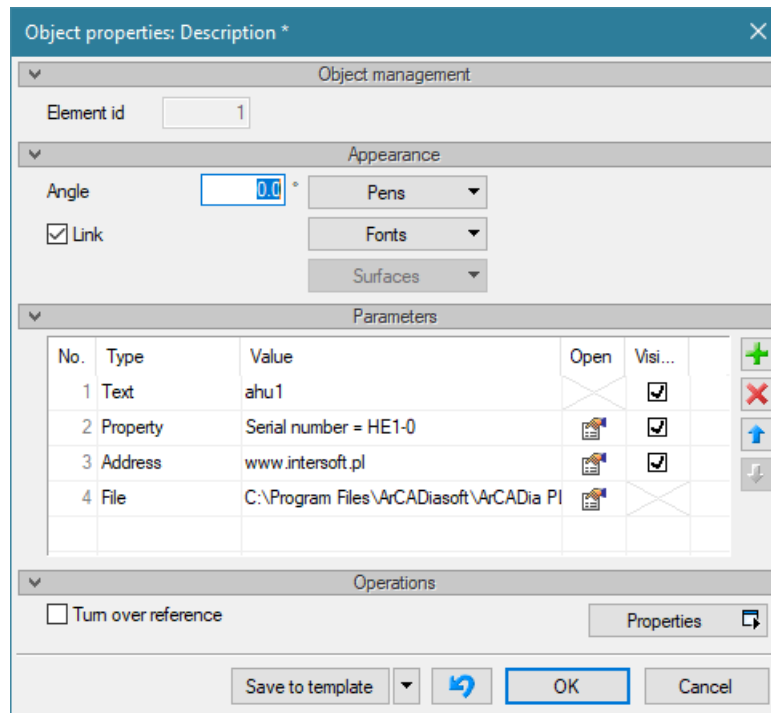 Object properties: Description *
Object management
Element id 1
Appearance
Angle 0.0 ° Pens
Link Fonts
Surfaces
Parameters
No. Type Value Open Visi...
1 Text ahu1
2 Property Serial number = HE1-0
3 Address www.intersoft.pl
4 File C:\Program Files\ArCADiasoft\ArCADia Pl
Operations
Turn over reference Properties
Save to template OK Cancel